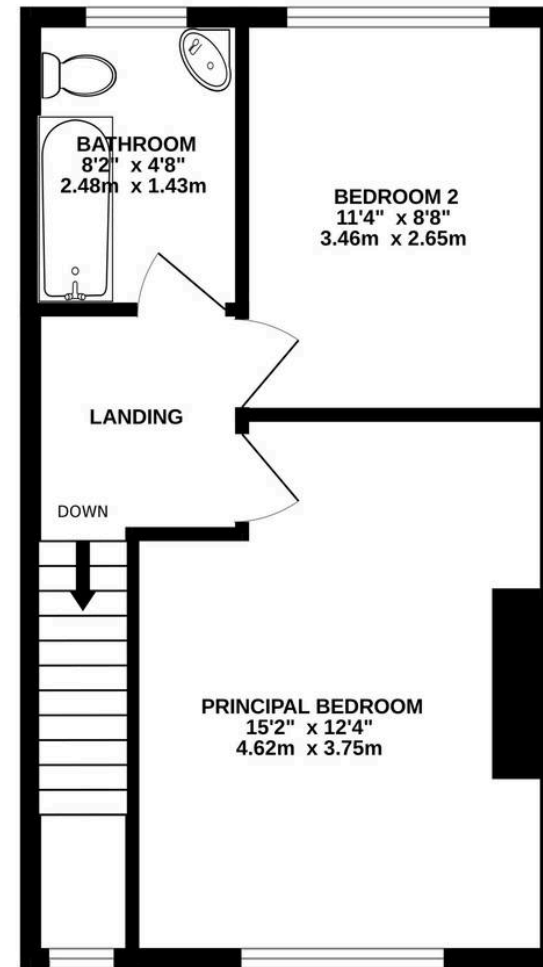 BATHROOM
8'2" x 4'8"
2.48m x 1.43m
BEDROOM 2
11'4" x 8'8"
3.46m x 2.65m
LANDING
DOWN
PRINCIPAL BEDROOM
15'2" x 12'4"
4.62m x 3.75m